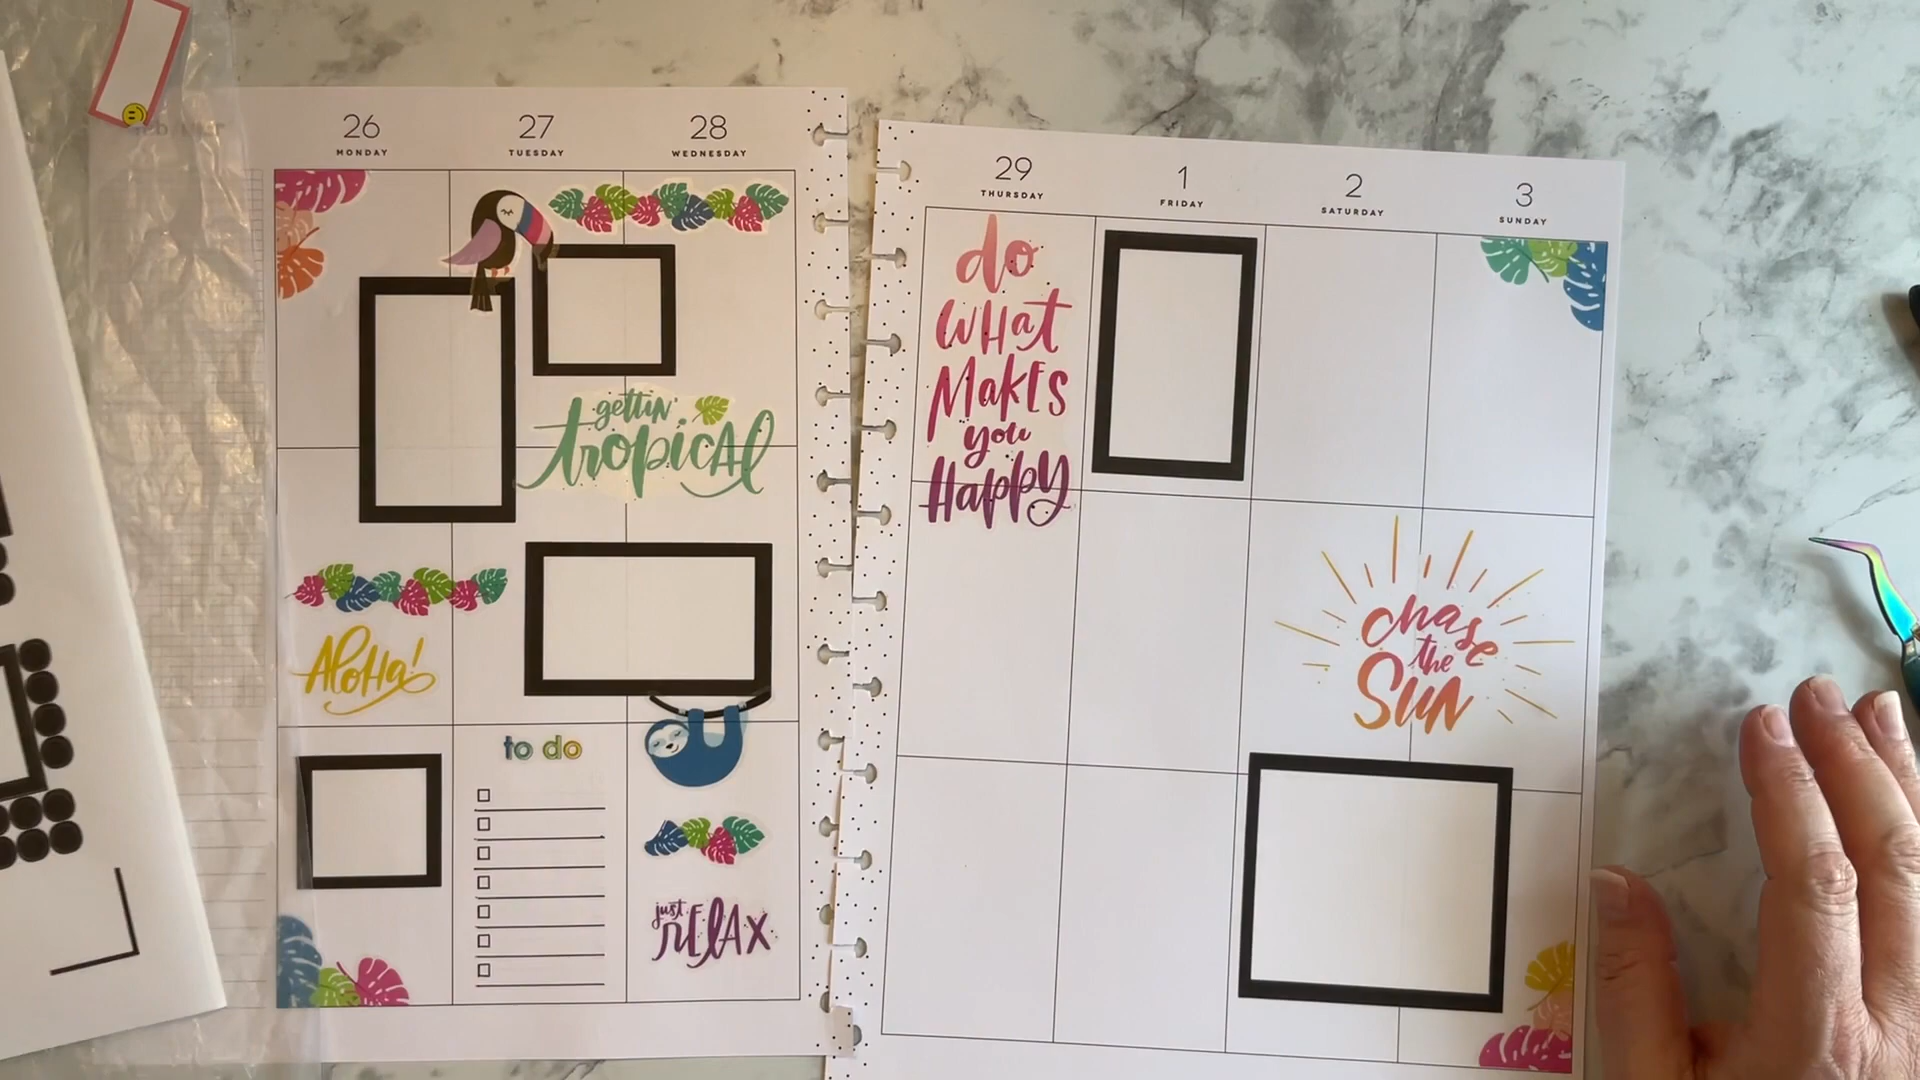 26
MONDAY
27
TUESDAY
28
WEDNESDAY
gettin'
tropical
Aloha!
to do
just
RELAX
29
THURSDAY
1
FRIDAY
2
SATURDAY
3
SUNDAY
do
WHat
MakEs
you
Happy
chase
the
Sun